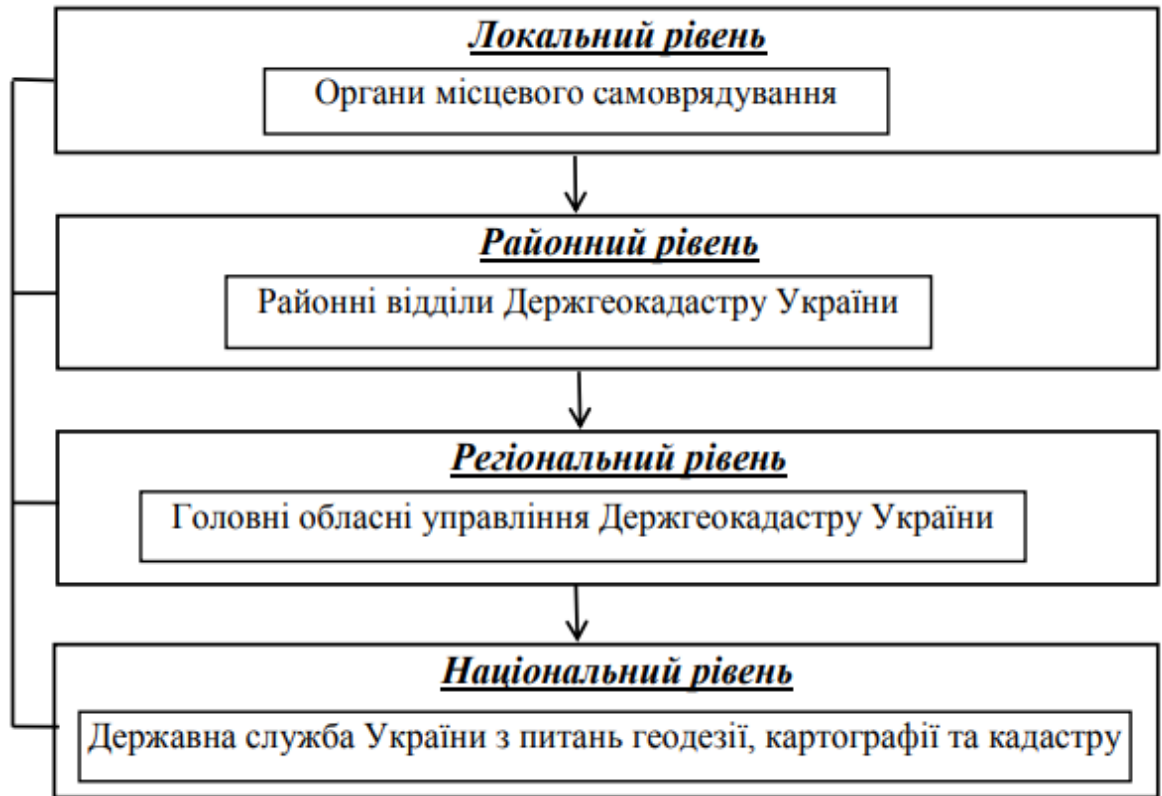 Локальний рівень
Органи місцевого самоврядування
Районний рівень
Районні відділи Держгеокадастру України
Регіональний рівень
Головні обласні управління Держгеокадастру України
Національний рівень
Державна служба України з питань геодезії, картографії та кадастру